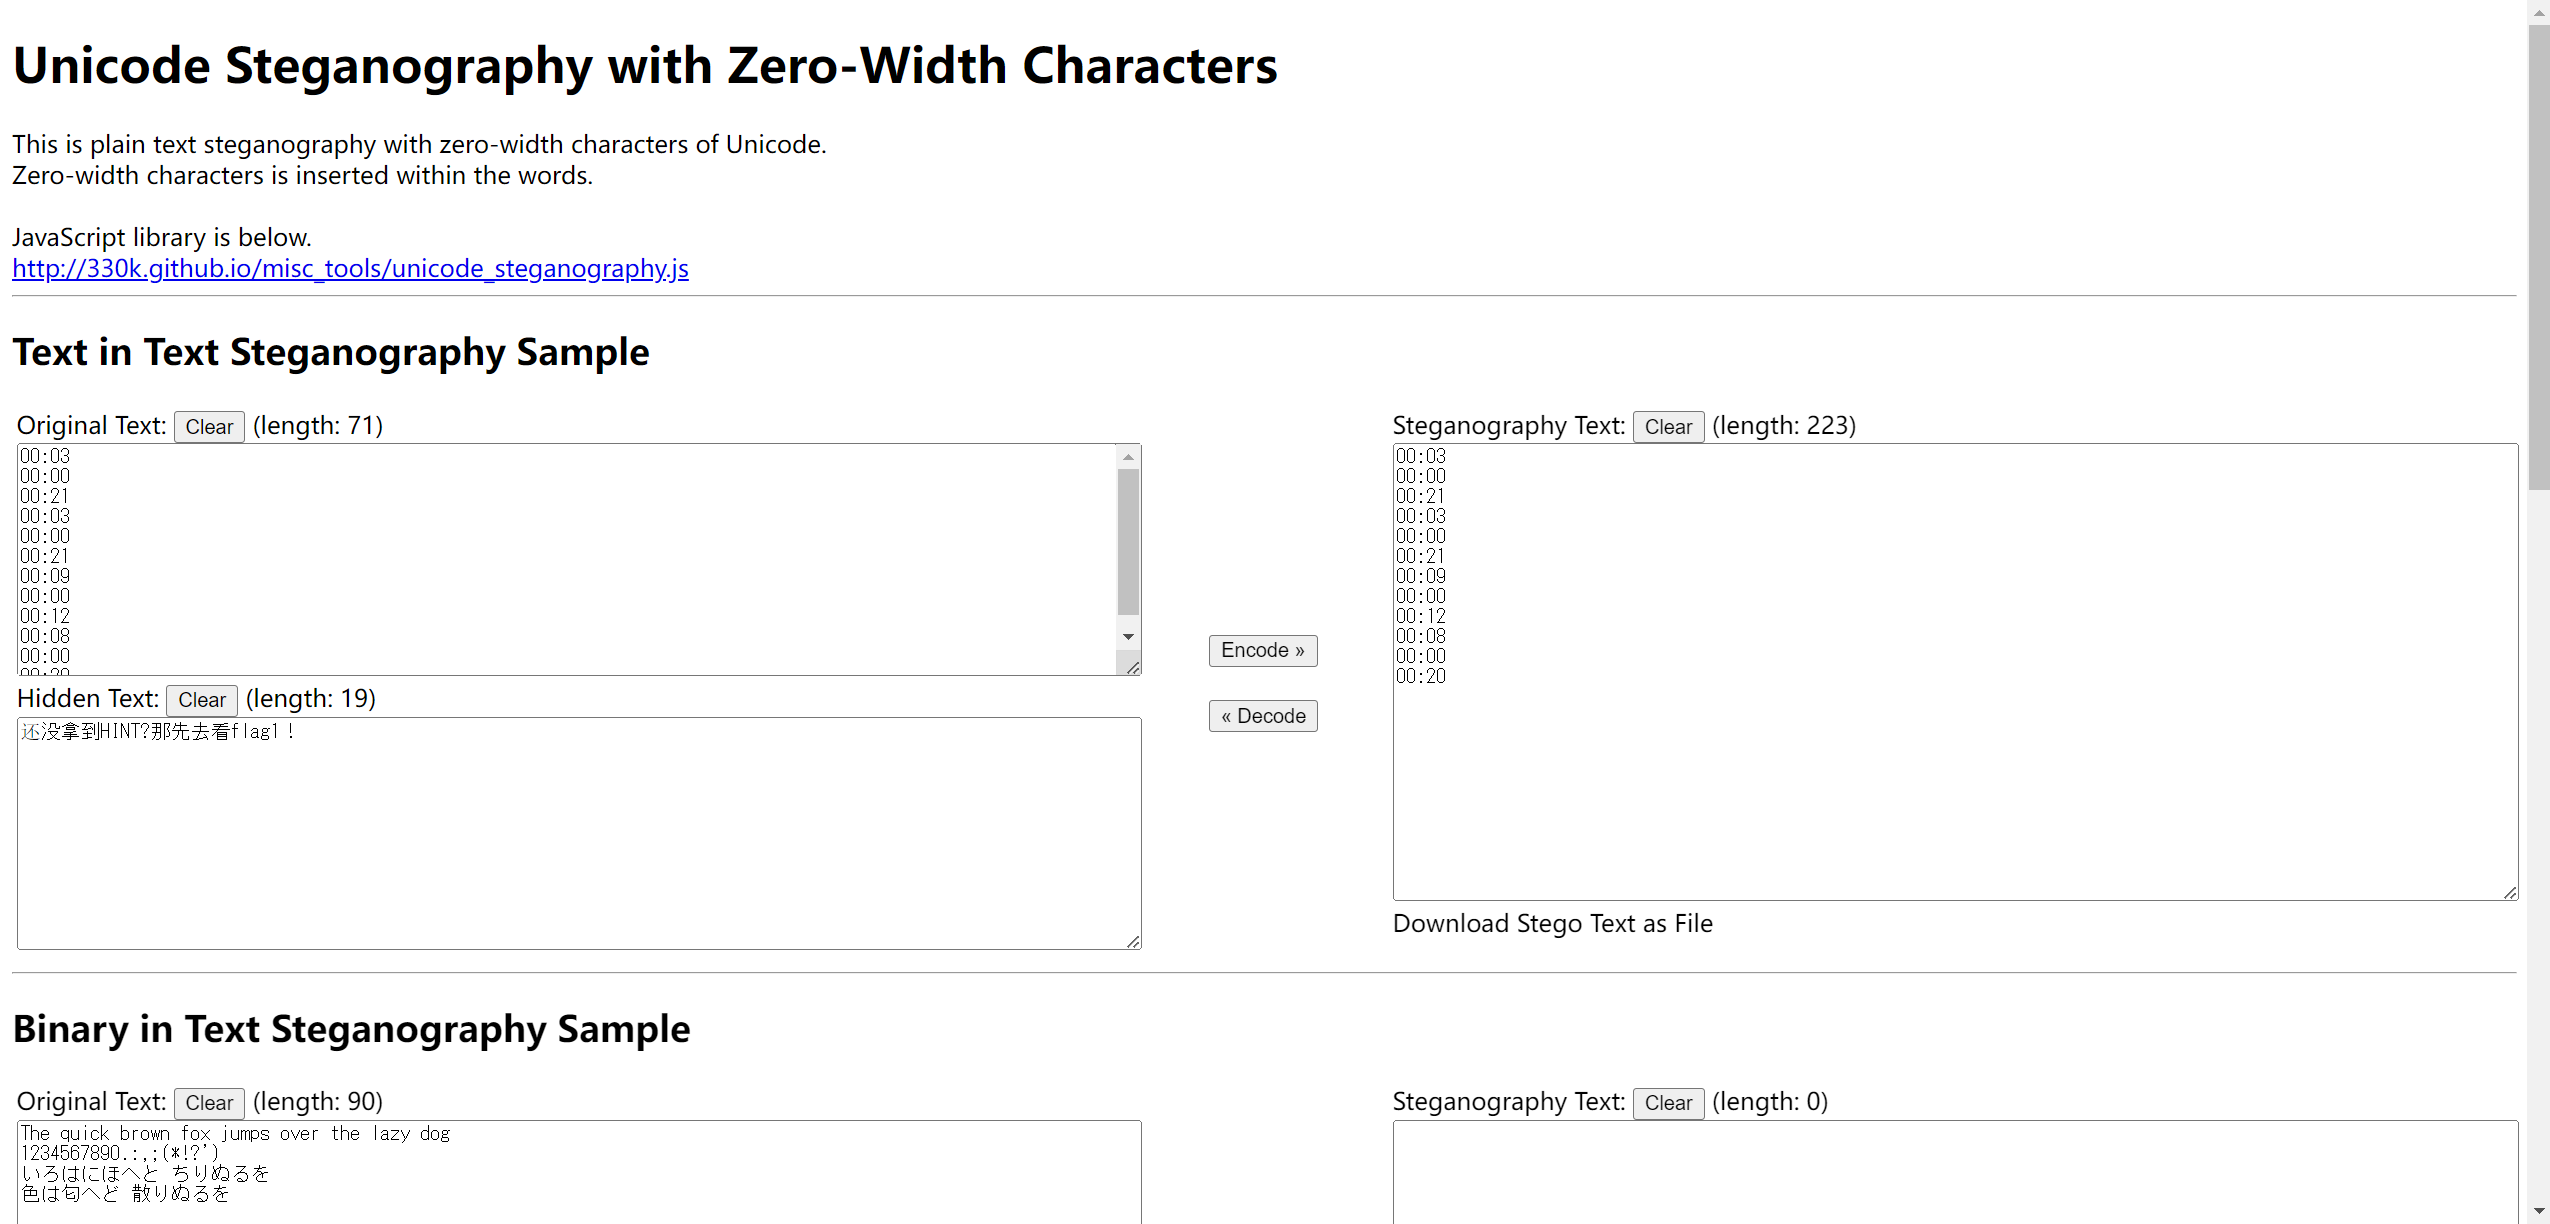 Unicode Steganography with Zero-Width Characters
This is plain text steganography with zero-width characters of Unicode.
Zero-width characters is inserted within the words.
JavaScript library is below.
http://330k.github.io/misc_tools/unicode_steganography.js
Text in Text Steganography Sample
Original Text: Clear (length: 71)
00:03
00:00
00:21
00:03
00:00
00:21
00:09
00:00
00:12
00:08
00:00
00:20
Hidden Text: Clear (length: 19)
还没拿到HINT?那先去看flag1！
Encode »
« Decode
Steganography Text: Clear (length: 223)
00:03
00:00
00:21
00:03
00:00
00:21
00:09
00:00
00:12
00:08
00:00
00:20
Download Stego Text as File
Binary in Text Steganography Sample
Original Text: Clear (length: 90)
The quick brown fox jumps over the lazy dog
1234567890.:,;(*!?')
いろはにほへと ちりぬるを
色は匂へど 散りぬるを
Steganography Text: Clear (length: 0)